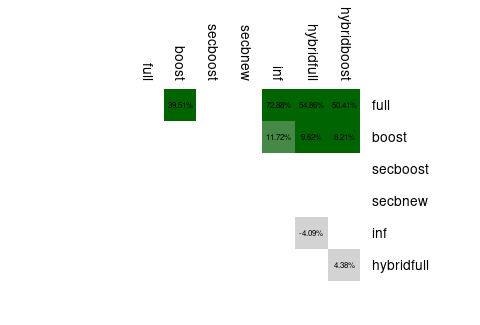 full boost secboost secbnew inf hybridfull hybridboost
39.51% 72.88% 54.86% 50.41% full
11.72% 9.62% 8.21% boost
secboost
secbnew
-4.09% inf
4.38% hybridfull